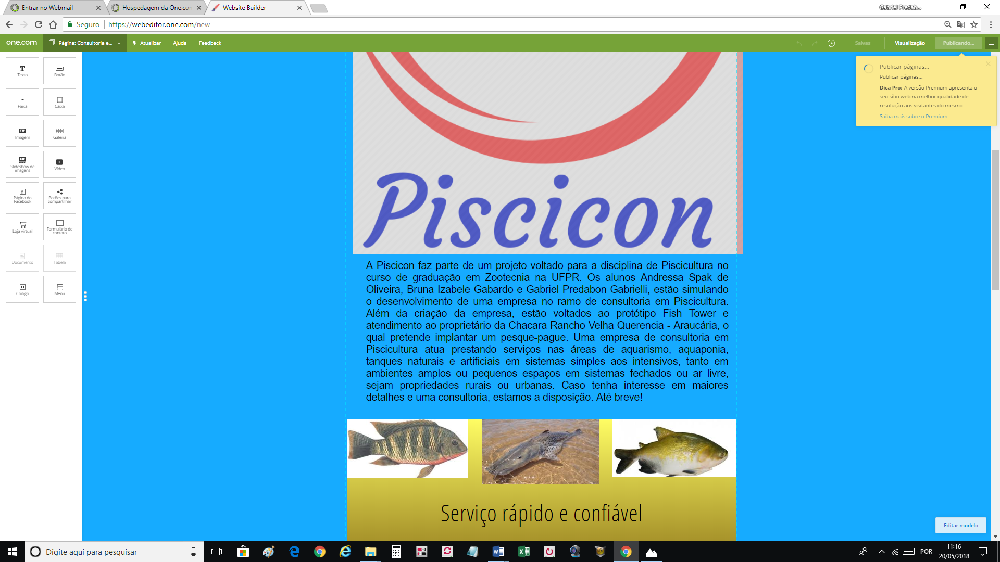 Entrar no Webmail
Hospedagem da One.com
Website Builder
Gabriel Predab...
Seguro
https://webeditor.one.com/new
one.com
Página: Consultoria e...
Atualizar
Ajuda
Feedback
Salvas
Visualização
Publicando...
Texto
Botão
Faixa
Caixa
Imagem
Galeria
Slideshow de
imagens
Vídeo
Página do
Facebook
Botões para
compartilhar
Loja virtual
Formulário de
contato
Documento
Tabela
Código
Menu
Publicar páginas...
Publicar páginas...
Dica Pro: A versão Premium apresenta o
seu sítio web na melhor qualidade de
resolução aos visitantes do mesmo.
Saiba mais sobre o Premium
Piscicon
A Piscicon faz parte de um projeto voltado para a disciplina de Piscicultura no
curso de graduação em Zootecnia na UFPR. Os alunos Andressa Spak de
Oliveira, Bruna Izabele Gabardo e Gabriel Predabon Gabrielli, estão simulando
o desenvolvimento de uma empresa no ramo de consultoria em Piscicultura.
Além da criação da empresa, estão voltados ao protótipo Fish Tower e
atendimento ao proprietário da Chacara Rancho Velha Querencia - Araucária, o
qual pretende implantar um pesque-pague. Uma empresa de consultoria em
Piscicultura atua prestando serviços nas áreas de aquarismo, aquaponia,
tanques naturais e artificiais em sistemas simples aos intensivos, tanto em
ambientes amplos ou pequenos espaços em sistemas fechados ou ar livre,
sejam propriedades rurais ou urbanas. Caso tenha interesse em maiores
detalhes e uma consultoria, estamos a disposição. Até breve!
Serviço rápido e confiável
Editar modelo
Digite aqui para pesquisar
POR
11:16
20/05/2018